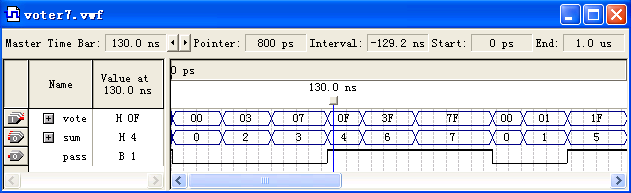 voter7.vwf
Master Time Bar: 130.0 ns Pointer: 800 ps Interval: -129.2 ns Start: 0 ps End: 1.0 us
Name Value at 130.0 ns 0 ps
130.0 ns
vote H 0F 00 03 07 0F 3F 7F 00 01 1F
sum H 4 0 2 3 4 6 7 0 1 5
pass B 1